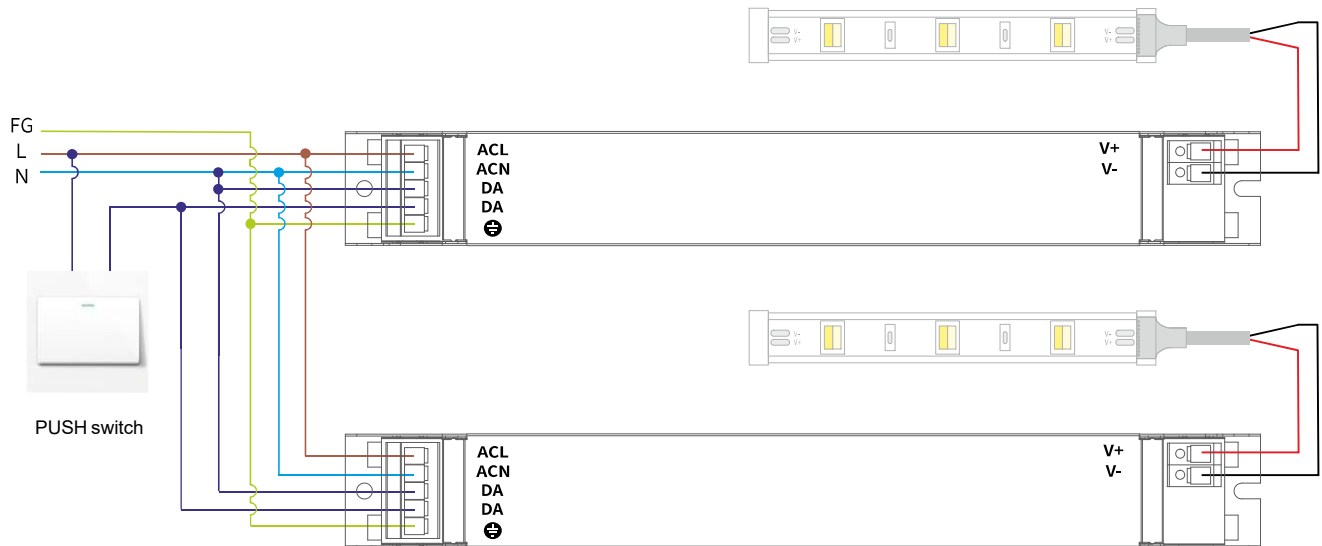 V-
V+
V-
V+
FG
L
N
ACL
ACN
DA
DA
V+
V-
PUSH switch
V-
V+
V-
V+
ACL
ACN
DA
DA
V+
V-